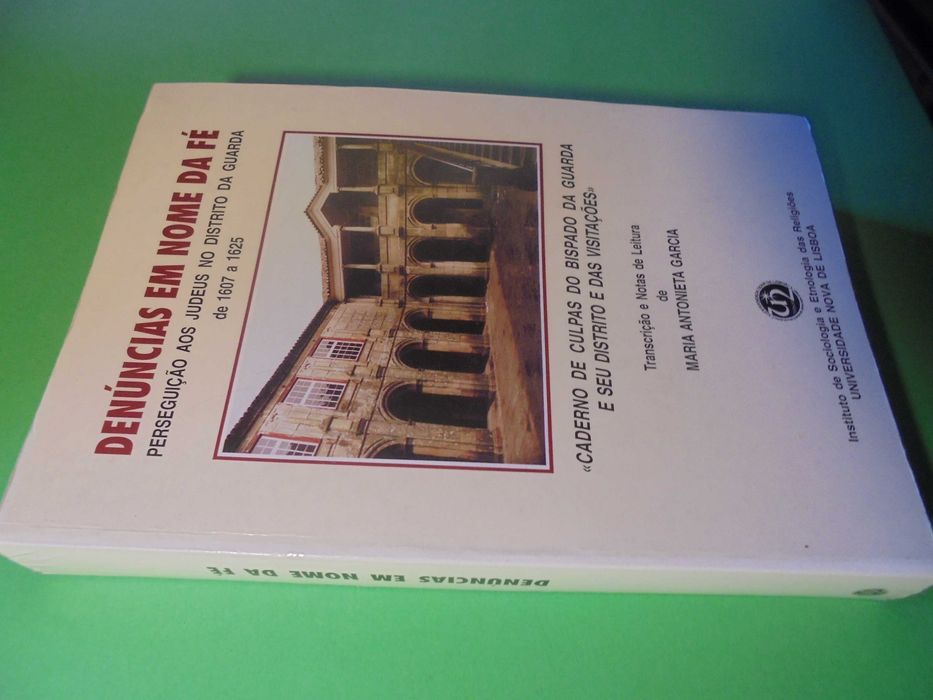 DENÚNCIAS EM NOME DA FÉ
PERSEGUIÇÃO AOS JUDEUS NO DISTRITO DA GUARDA
de 1607 a 1625
«CADERNO DE CULPAS DO BISPADO DA GUARDA
E SEU DISTRITO E DAS VISITAÇÕES»
Transcrição e Notas de Leitura
de
MARIA ANTONIETA GARCIA
Instituto de Sociologia e Etnologia das Religiões
UNIVERSIDADE NOVA DE LISBOA
DENÚNCIAS EM NOME DA FÉ